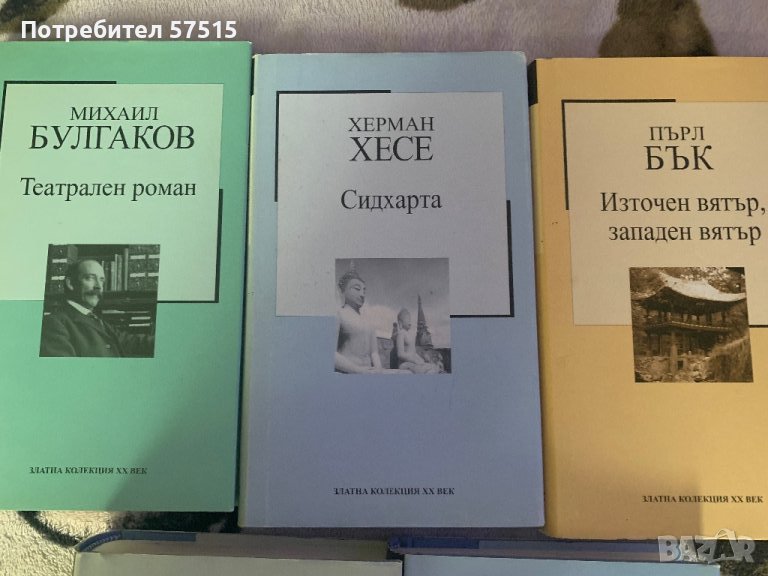 Потребител 57515
МИХАИЛ
БУЛГАКОВ
Театрален роман
ЗЛАТНА КОЛЕКЦИЯ XX ВЕК
ХЕРМАН
ХЕСЕ
Сидхарта
ЗЛАТНА КОЛЕКЦИЯ XX ВЕК
ПЪРЛ
БЪК
Източен вятър,
западен вятър
ЗЛАТНА КОЛЕКЦИЯ XX ВЕК
bazar